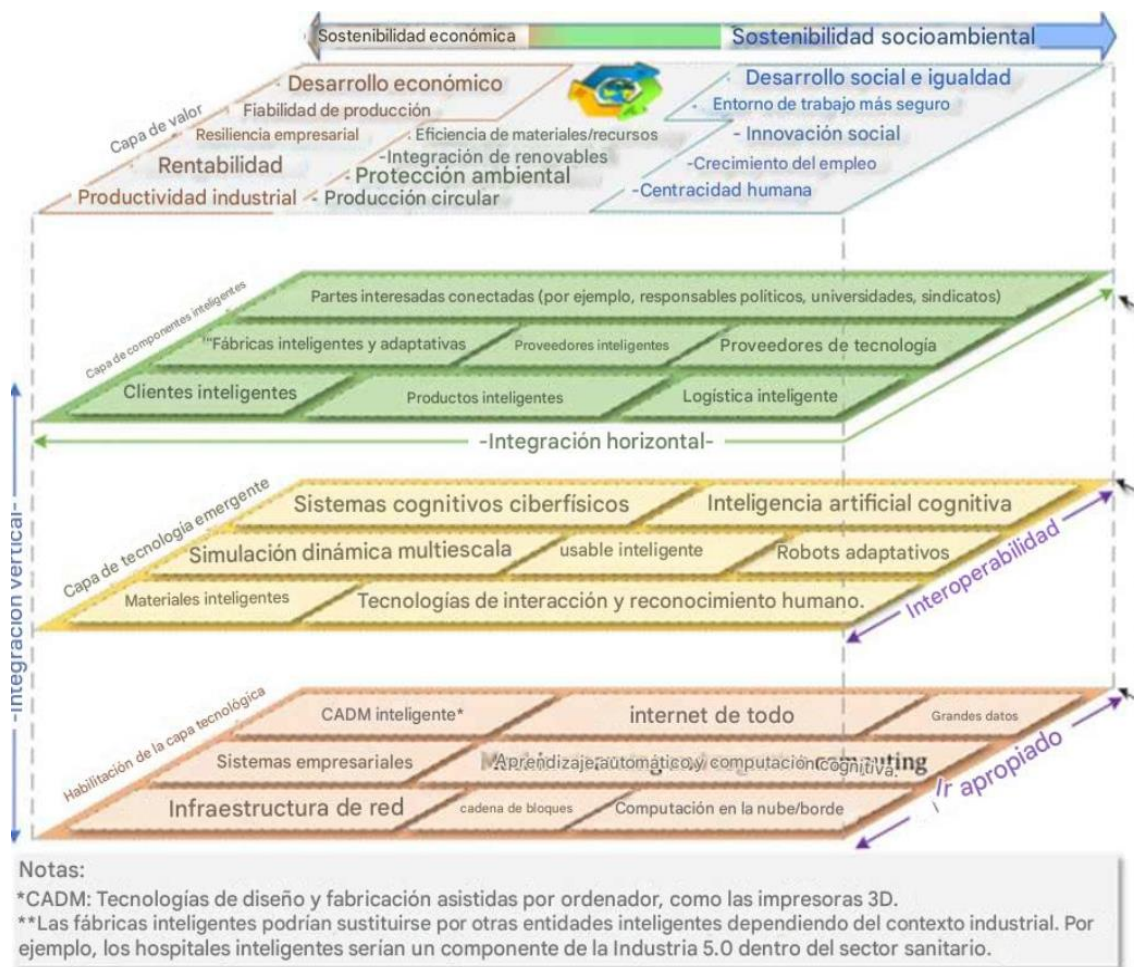 Sostenibilidad económica
Sostenibilidad socioambiental
Capa de valor
Desarrollo económico
Fiabilidad de producción
Resiliencia empresarial
Rentabilidad
Productividad industrial
- Eficiencia de materiales/recursos
-Integración de renovables
- Protección ambiental
- Producción circular
Desarrollo social e igualdad
- Entorno de trabajo más seguro
- Innovación social
-Crecimiento del empleo
-Centracidad humana
Capa de componentes inteligentes
Partes interesadas conectadas (por ejemplo, responsables políticos, universidades, sindicatos)
**Fábricas inteligentes y adaptativas
Proveedores inteligentes
Proveedores de tecnología
Clientes inteligentes
Productos inteligentes
Logística inteligente
-Integración horizontal-
-integración vertical-
Capa de tecnología emergente
Sistemas cognitivos ciberfísicos
Inteligencia artificial cognitiva
Simulación dinámica multiescala
usable inteligente
Robots adaptativos
Materiales inteligentes
Tecnologías de interacción y reconocimiento humano.
Interoperabilidad
Habilitación de la capa tecnológica
CADM inteligente*
internet de todo
Grandes datos
Sistemas empresariales
Aprendizaje automático y computación cognitiva.
computing
Infraestructura de red
cadena de bloques
Computación en la nube/borde
Ir apropiado
Notas:
*CADM: Tecnologías de diseño y fabricación asistidas por ordenador, como las impresoras 3D.
**Las fábricas inteligentes podrían sustituirse por otras entidades inteligentes dependiendo del contexto industrial. Por
ejemplo, los hospitales inteligentes serían un componente de la Industria 5.0 dentro del sector sanitario.